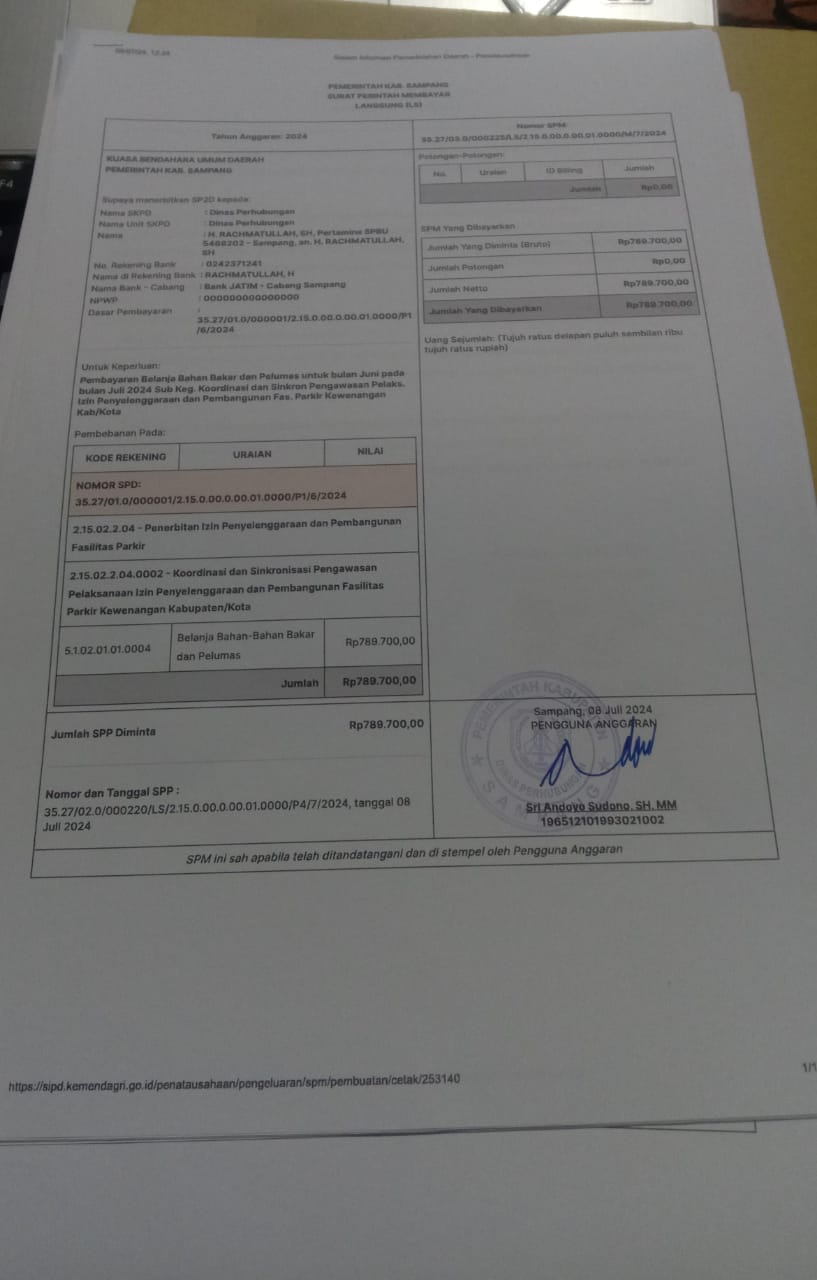 Sistem Informasi Pemerintahan Daerah - Penatausahaan
PEMERINTAH KAB. SAMPANG
SURAT PERINTAH MEMBAYAR
LANGSUNG (LS)
Tahun Anggaran: 2024
Nomor SPM:
35.27/03.0/000225/LS/2.15.0.00.0.00.01.0000/M/7/2024
KUASA BENDAHARA UMUM DAERAH
PEMERINTAH KAB. SAMPANG
Supaya menerbitkan SP2D kepada:
Nama SKPD : Dinas Perhubungan
Nama Unit SKPD : Dinas Perhubungan
Nama : H. RACHMATULLAH, SH, Pertamina SPBU
5468202 - Sampang, an. H. RACHMATULLAH,
SH
No. Rekening Bank : 0242371241
Nama di Rekening Bank : RACHMATULLAH, H
Nama Bank - Cabang : Bank JATIM - Cabang Sampang
NPWP : 000000000000000
Dasar Pembayaran :
35.27/01.0/000001/2.15.0.00.0.00.01.0000/P1
/6/2024
Untuk Keperluan:
Pembayaran Belanja Bahan Bakar dan Pelumas untuk bulan Juni pada
bulan Juli 2024 Sub Keg. Koordinasi dan Sinkron Pengawasan Pelaks.
Izin Penyelenggaraan dan Pembangunan Fas. Parkir Kewenangan
Kab/Kota
Pembebanan Pada:
KODE REKENING URAIAN NILAI
NOMOR SPD:
35.27/01.0/000001/2.15.0.00.0.00.01.0000/P1/6/2024
2.15.02.2.04 - Penerbitan Izin Penyelenggaraan dan Pembangunan
Fasilitas Parkir
2.15.02.2.04.0002 - Koordinasi dan Sinkronisasi Pengawasan
Pelaksanaan Izin Penyelenggaraan dan Pembangunan Fasilitas
Parkir Kewenangan Kabupaten/Kota
5.1.02.01.01.0004 Belanja Bahan-Bahan Bakar
dan Pelumas Rp789.700,00
Jumlah Rp789.700,00
Potongan-Potongan:
No. Uraian ID Billing Jumlah
Jumlah Rp0,00
SPM Yang Dibayarkan
Jumlah Yang Diminta (Bruto) Rp789.700,00
Jumlah Potongan Rp0,00
Jumlah Netto Rp789.700,00
Jumlah Yang Dibayarkan Rp789.700,00
Uang Sejumlah: (Tujuh ratus delapan puluh sembilan ribu
tujuh ratus rupiah)
Jumlah SPP Diminta Rp789.700,00
Nomor dan Tanggal SPP :
35.27/02.0/000220/LS/2.15.0.00.0.00.01.0000/P4/7/2024, tanggal 08
Juli 2024
Sampang, 08 Juli 2024
PENGGUNA ANGGARAN
PEMERINTAH KABUPATEN
DINAS PERHUBUNGAN
SAMPANG
Sri Andoyo Sudono, SH, MM
196512101993021002
SPM ini sah apabila telah ditandatangani dan di stempel oleh Pengguna Anggaran
https://sipd.kemendagri.go.id/penatausahaan/pengeluaran/spm/pembuatan/cetak/253140
1/1
F4